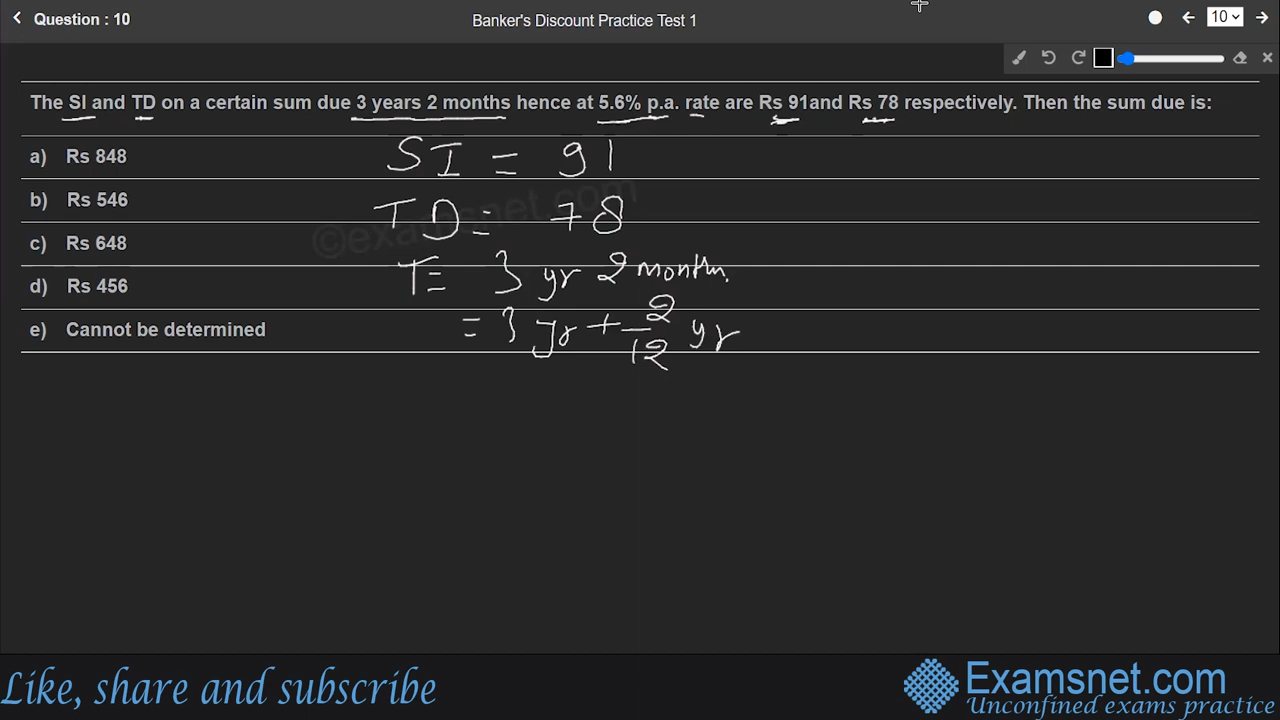 Question : 10
Banker's Discount Practice Test 1
10
The SI and TD on a certain sum due 3 years 2 months hence at 5.6% p.a. rate are Rs 91and Rs 78 respectively. Then the sum due is:
a) Rs 848
b) Rs 546
c) Rs 648
d) Rs 456
e) Cannot be determined
SI = 91
TD = 78
T = 3 yr 2 months.
= 3 yr + 2/12 yr
©examsnet.com
Like, share and subscribe
Examsnet.com
Unconfined exams practice